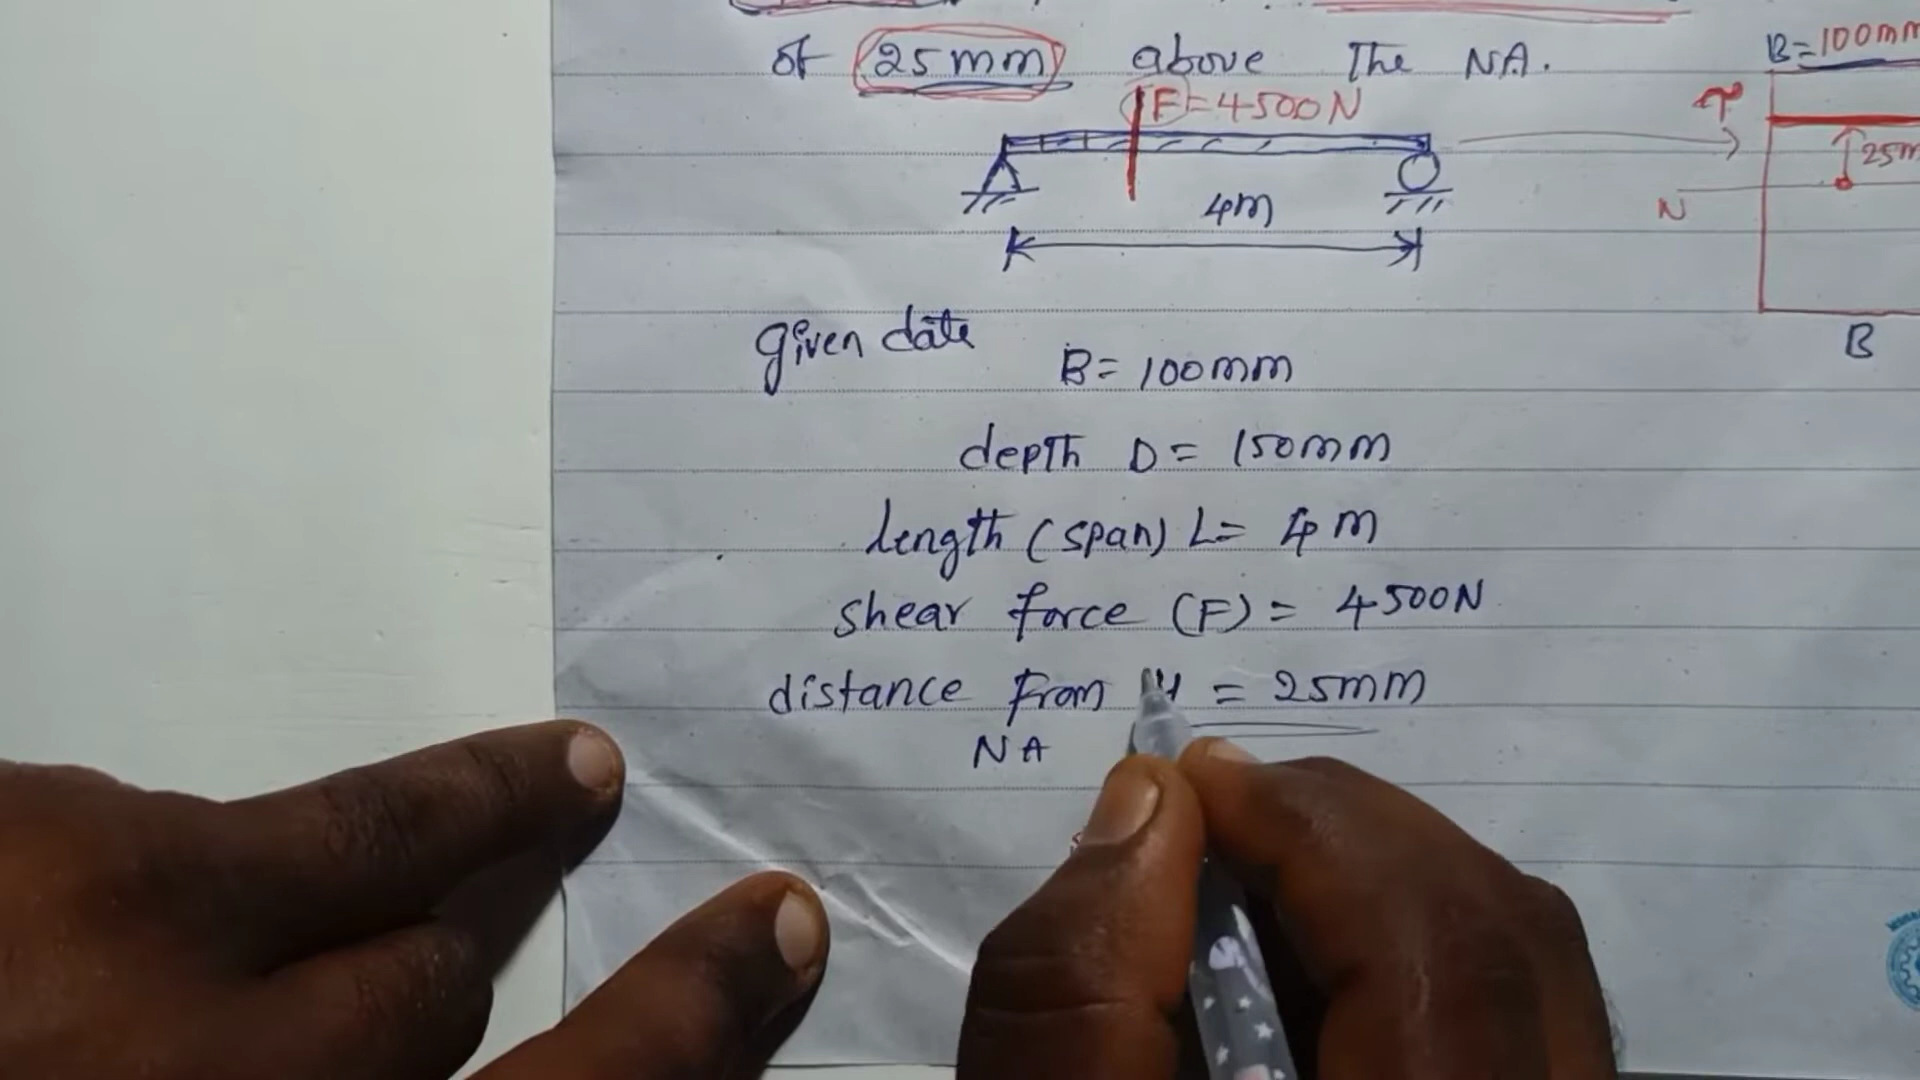 of 25mm above The NA.
B=100mm
F=4500N
τ
25m
N
4m
B
given date
B= 100mm
depth D= 150mm
length (span) L= 4m
shear force (F) = 4500N
distance from y = 25mm
NA